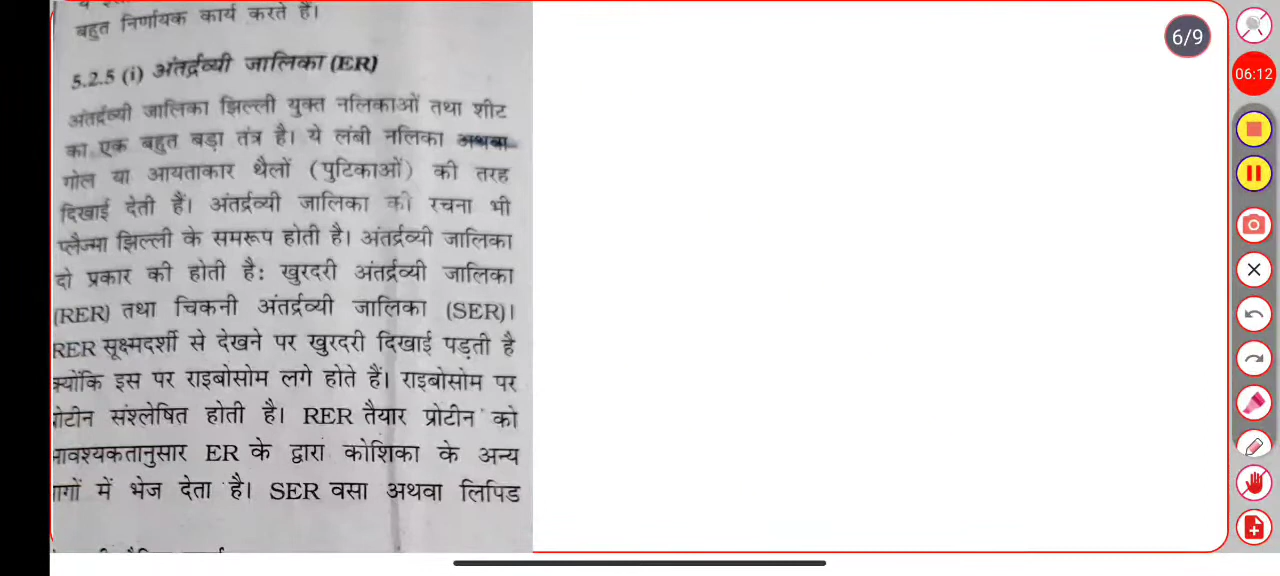 बहुत निर्णायक कार्य करते हैं।
5.2.5 (i) अंतर्द्रव्यी जालिका (ER)
अंतर्द्रव्यी जालिका झिल्ली युक्त नलिकाओं तथा शीट
का एक बहुत बड़ा तंत्र है। ये लंबी नलिका अथवा
गोल या आयताकार थैलों (पुटिकाओं) की तरह
दिखाई देती हैं। अंतर्द्रव्यी जालिका की रचना भी
प्लैज्मा झिल्ली के समरूप होती है। अंतर्द्रव्यी जालिका
दो प्रकार की होती है: खुरदरी अंतर्द्रव्यी जालिका
(RER) तथा चिकनी अंतर्द्रव्यी जालिका (SER)।
RER सूक्ष्मदर्शी से देखने पर खुरदरी दिखाई पड़ती है
क्योंकि इस पर राइबोसोम लगे होते हैं। राइबोसोम पर
प्रोटीन संश्लेषित होती है। RER तैयार प्रोटीन को
आवश्यकतानुसार ER के द्वारा कोशिका के अन्य
भागों में भेज देता है। SER वसा अथवा लिपिड
6/9
06:12